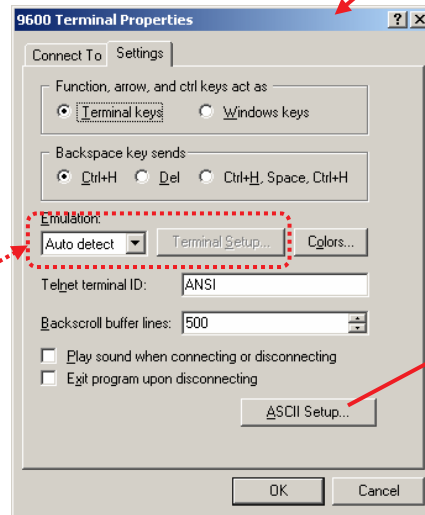 9600 Terminal Properties
Connect To Settings
Function, arrow, and ctrl keys act as
Terminal keys Windows keys
Backspace key sends
Ctrl+H Del Ctrl+H, Space, Ctrl+H
Emulation:
Auto detect Terminal Setup... Colors...
Telnet terminal ID: ANSI
Backscroll buffer lines: 500
Play sound when connecting or disconnecting
Exit program upon disconnecting
ASCII Setup...
OK Cancel